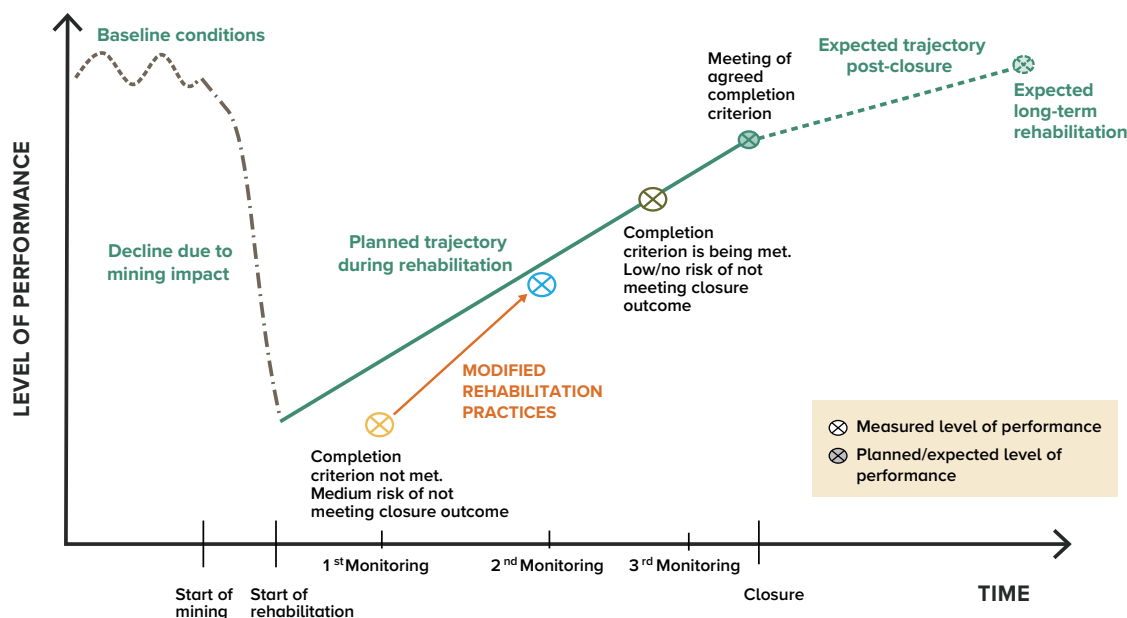 Baseline conditions
LEVEL OF PERFORMANCE
Decline due to
mining impact
Planned trajectory
during rehabilitation
Meeting of
agreed
completion
criterion
Expected trajectory
post-closure
Expected
long-term
rehabilitation
Completion
criterion is being met.
Low/no risk of not
meeting closure
outcome
MODIFIED
REHABILITATION
PRACTICES
Completion
criterion not met.
Medium risk of not
meeting closure outcome
Measured level of performance
Planned/expected level of
performance
1st Monitoring
2nd Monitoring
3rd Monitoring
Start of
mining
Start of
rehabilitation
Closure
TIME